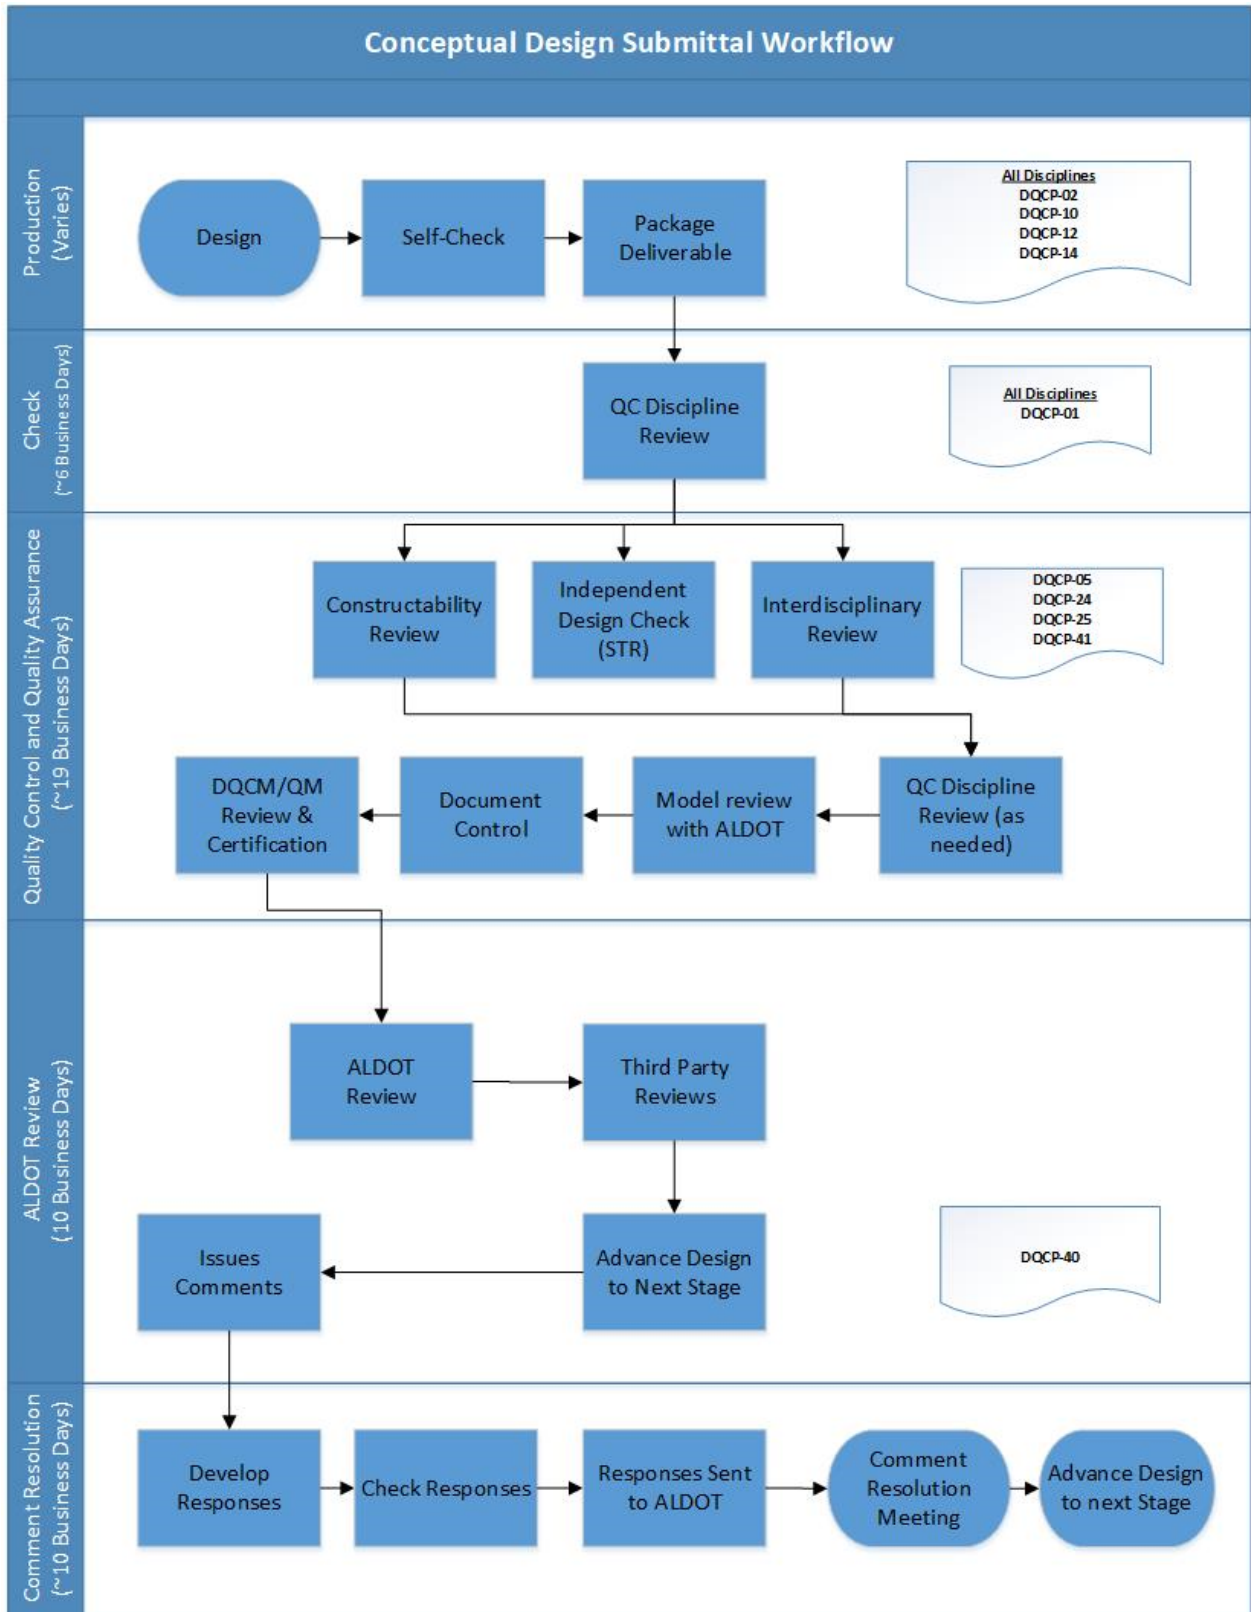 Conceptual Design Submittal Workflow
Production
(Varies)
Design
Self-Check
Package
Deliverable
All Disciplines
DQCP-02
DQCP-10
DQCP-12
DQCP-14
Check
(~6 Business Days)
QC Discipline
Review
All Disciplines
DQCP-01
Quality Control and Quality Assurance
(~19 Business Days)
Constructability
Review
Independent
Design Check
(STR)
Interdisciplinary
Review
DQCP-05
DQCP-24
DQCP-25
DQCP-41
DQCM/QM
Review &
Certification
Document
Control
Model review
with ALDOT
QC Discipline
Review (as
needed)
ALDOT Review
(10 Business Days)
ALDOT
Review
Third Party
Reviews
Issues
Comments
Advance Design
to Next Stage
DQCP-40
Comment Resolution
(~10 Business Days)
Develop
Responses
Check Responses
Responses Sent
to ALDOT
Comment
Resolution
Meeting
Advance Design
to next Stage